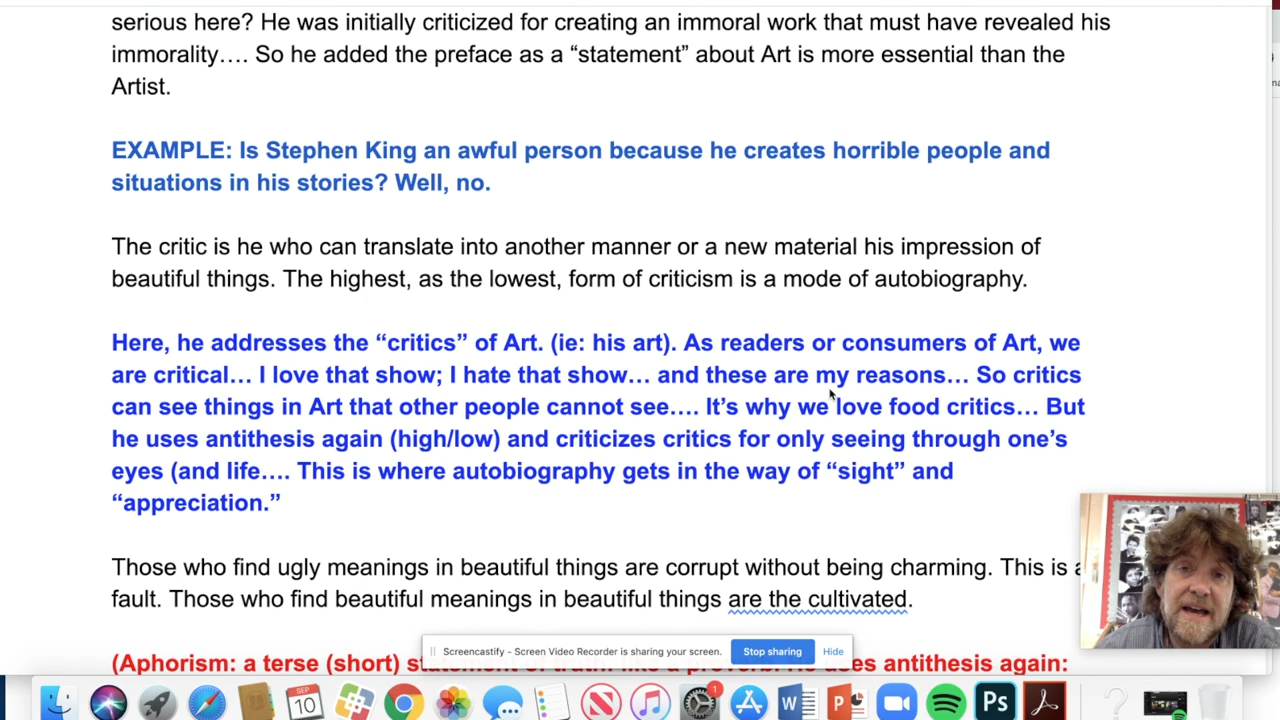 serious here? He was initially criticized for creating an immoral work that must have revealed his
immorality…. So he added the preface as a “statement” about Art is more essential than the
Artist.
EXAMPLE: Is Stephen King an awful person because he creates horrible people and
situations in his stories? Well, no.
The critic is he who can translate into another manner or a new material his impression of
beautiful things. The highest, as the lowest, form of criticism is a mode of autobiography.
Here, he addresses the “critics” of Art. (ie: his art). As readers or consumers of Art, we
are critical… I love that show; I hate that show… and these are my reasons… So critics
can see things in Art that other people cannot see…. It’s why we love food critics… But
he uses antithesis again (high/low) and criticizes critics for only seeing through one’s
eyes (and life…. This is where autobiography gets in the way of “sight” and
“appreciation.”
Those who find ugly meanings in beautiful things are corrupt without being charming. This is a
fault. Those who find beautiful meanings in beautiful things are the cultivated.
Screencastify - Screen Video Recorder is sharing your screen. Stop sharing Hide
(Aphorism: a terse (short) uses antithesis again:
SEP
10
1
W
P
Ps